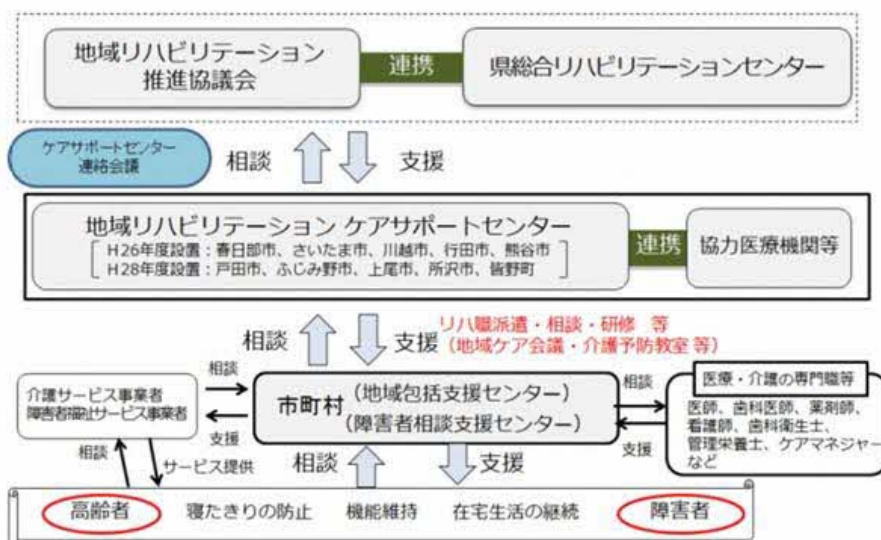 地域リハビリテーション
推進協議会
連携
県総合リハビリテーションセンター
ケアサポートセンター
連絡会議
相談
支援
地域リハビリテーション ケアサポートセンター
H26年度設置:春日部市、さいたま市、川越市、行田市、熊谷市
H28年度設置:戸田市、ふじみ野市、上尾市、所沢市、皆野町
連携
協力医療機関等
相談
支援
リハ職派遣・相談・研修 等
(地域ケア会議・介護予防教室 等)
介護サービス事業者
障害者福祉サービス事業者
相談
支援
市町村
(地域包括支援センター)
(障害者相談支援センター)
相談
支援
医療・介護の専門職等
医師、歯科医師、薬剤師、
看護師、歯科衛生士、
管理栄養士、ケアマネジャー
など
相談
サービス提供
相談
支援
高齢者 寝たきりの防止 機能維持 在宅生活の継続 障害者